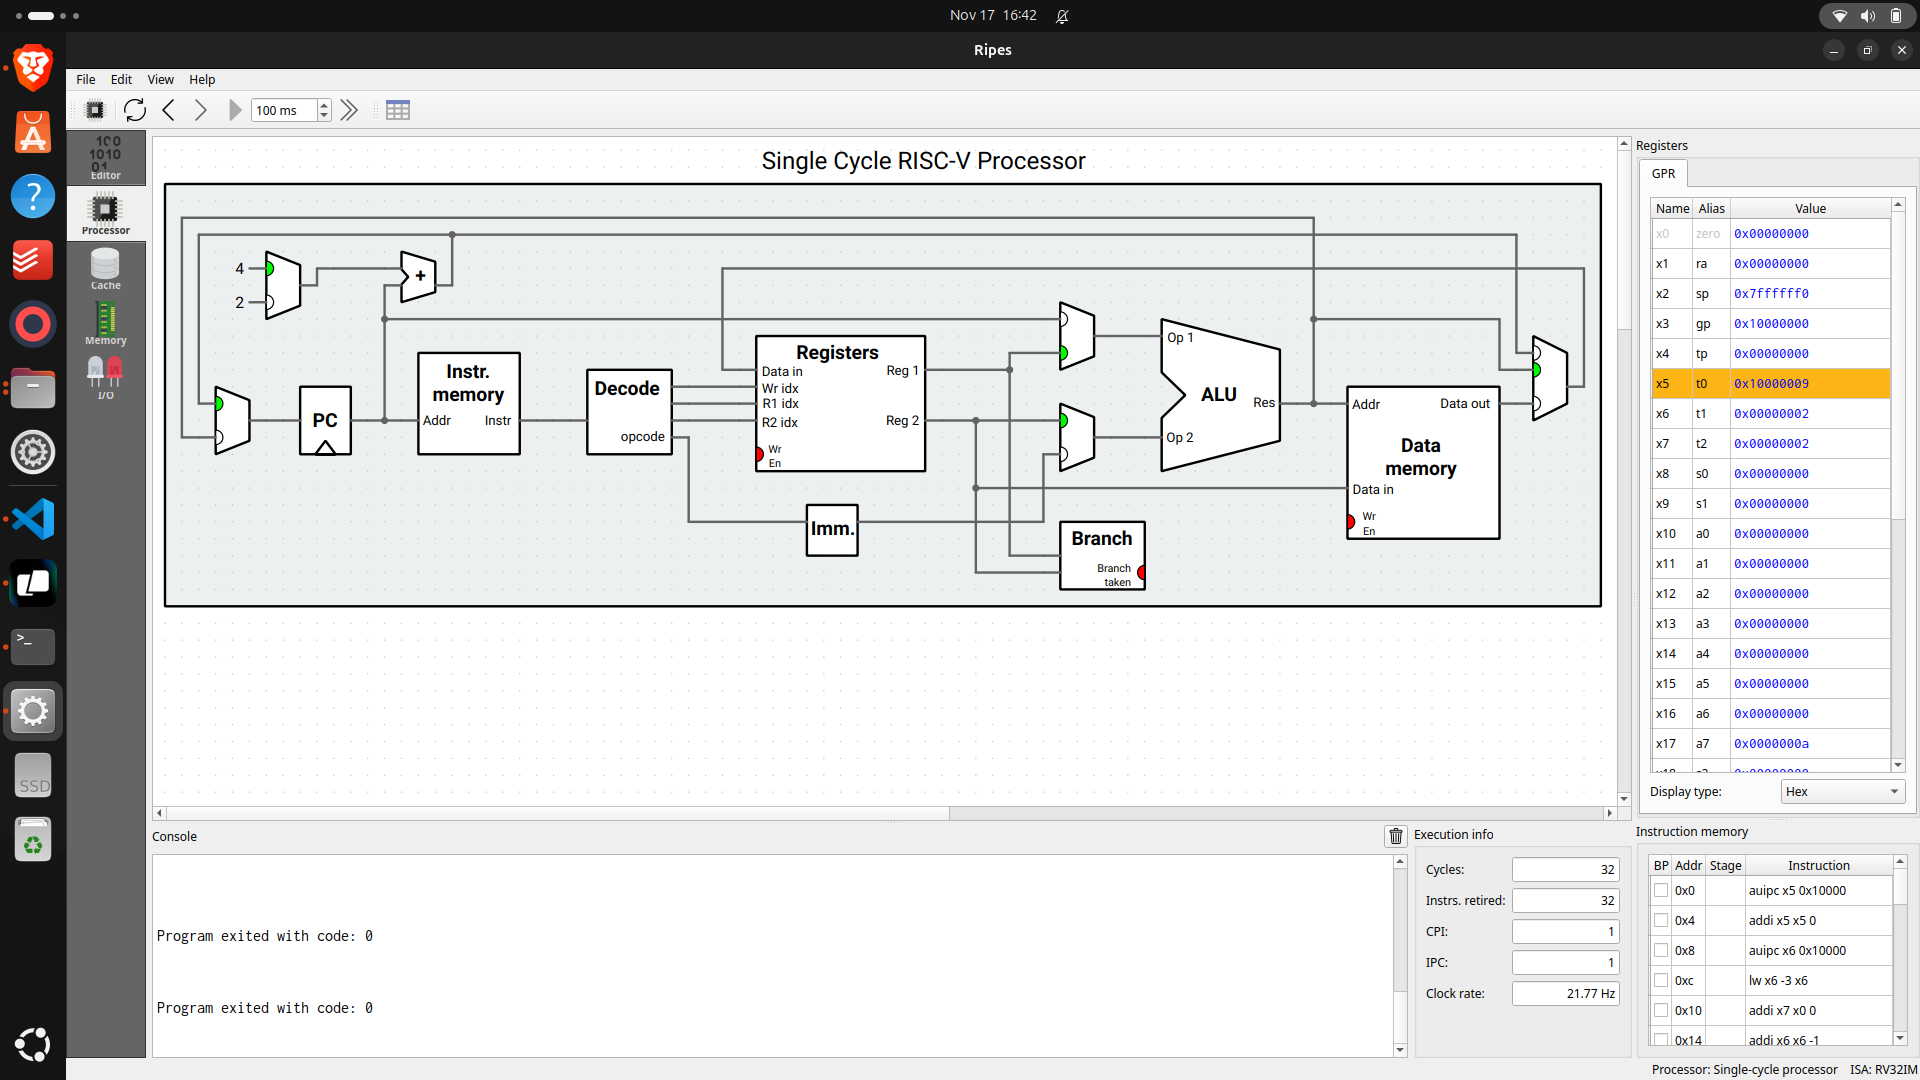 Nov 17 16:42
Ripes
File Edit View Help
100 ms
Editor
Processor
Cache
Memory
I/O
Single Cycle RISC-V Processor
4
2
+
PC
Instr. memory
Addr
Instr
Decode
opcode
Registers
Data in
Wr idx
R1 idx
R2 idx
Wr En
Reg 1
Reg 2
Imm.
Op 1
Op 2
ALU
Res
Branch
Branch taken
Data memory
Addr
Data out
Data in
Wr En
Registers
GPR
Name Alias Value
x0 zero 0x00000000
x1 ra 0x00000000
x2 sp 0x7ffffff0
x3 gp 0x10000000
x4 tp 0x00000000
x5 t0 0x10000009
x6 t1 0x00000002
x7 t2 0x00000002
x8 s0 0x00000000
x9 s1 0x00000000
x10 a0 0x00000000
x11 a1 0x00000000
x12 a2 0x00000000
x13 a3 0x00000000
x14 a4 0x00000000
x15 a5 0x00000000
x16 a6 0x00000000
x17 a7 0x0000000a
Display type: Hex
Console
Program exited with code: 0
Program exited with code: 0
Execution info
Cycles: 32
Instrs. retired: 32
CPI: 1
IPC: 1
Clock rate: 21.77 Hz
Instruction memory
BP Addr Stage Instruction
0x0 auipc x5 0x10000
0x4 addi x5 x5 0
0x8 auipc x6 0x10000
0xc lw x6 -3 x6
0x10 addi x7 x0 0
0x14 addi x6 x6 -1
Processor: Single-cycle processor ISA: RV32IM
SSD